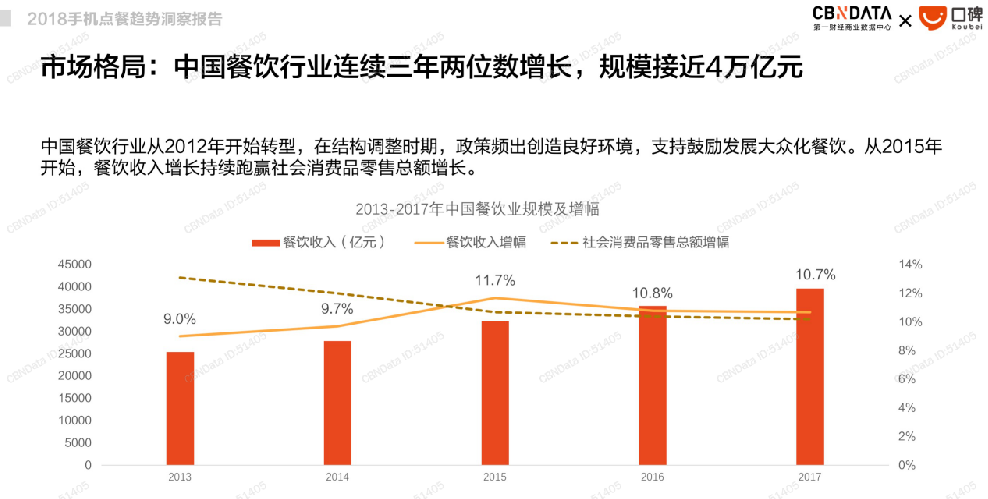 2018手机点餐趋势洞察报告
CBNDATA
第一财经商业数据中心
×
口碑
Koubei
市场格局：中国餐饮行业连续三年两位数增长，规模接近4万亿元
中国餐饮行业从2012年开始转型，在结构调整时期，政策频出创造良好环境，支持鼓励发展大众化餐饮。从2015年
开始，餐饮收入增长持续跑赢社会消费品零售总额增长。
2013-2017年中国餐饮业规模及增幅
餐饮收入（亿元） 餐饮收入增幅 社会消费品零售总额增幅
45000
40000
35000
30000
25000
20000
15000
10000
5000
0
9.0%
9.7%
11.7%
10.8%
10.7%
14%
12%
10%
8%
6%
4%
2%
0%
2013 2014 2015 2016 2017
CBNData ID:51405